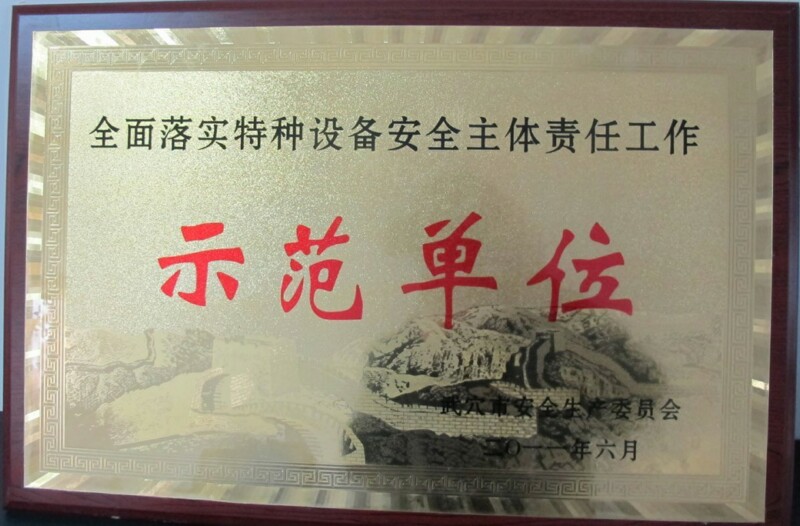 全面落实特种设备安全主体责任工作
示范单位
武穴市安全生产委员会
二〇一一年六月